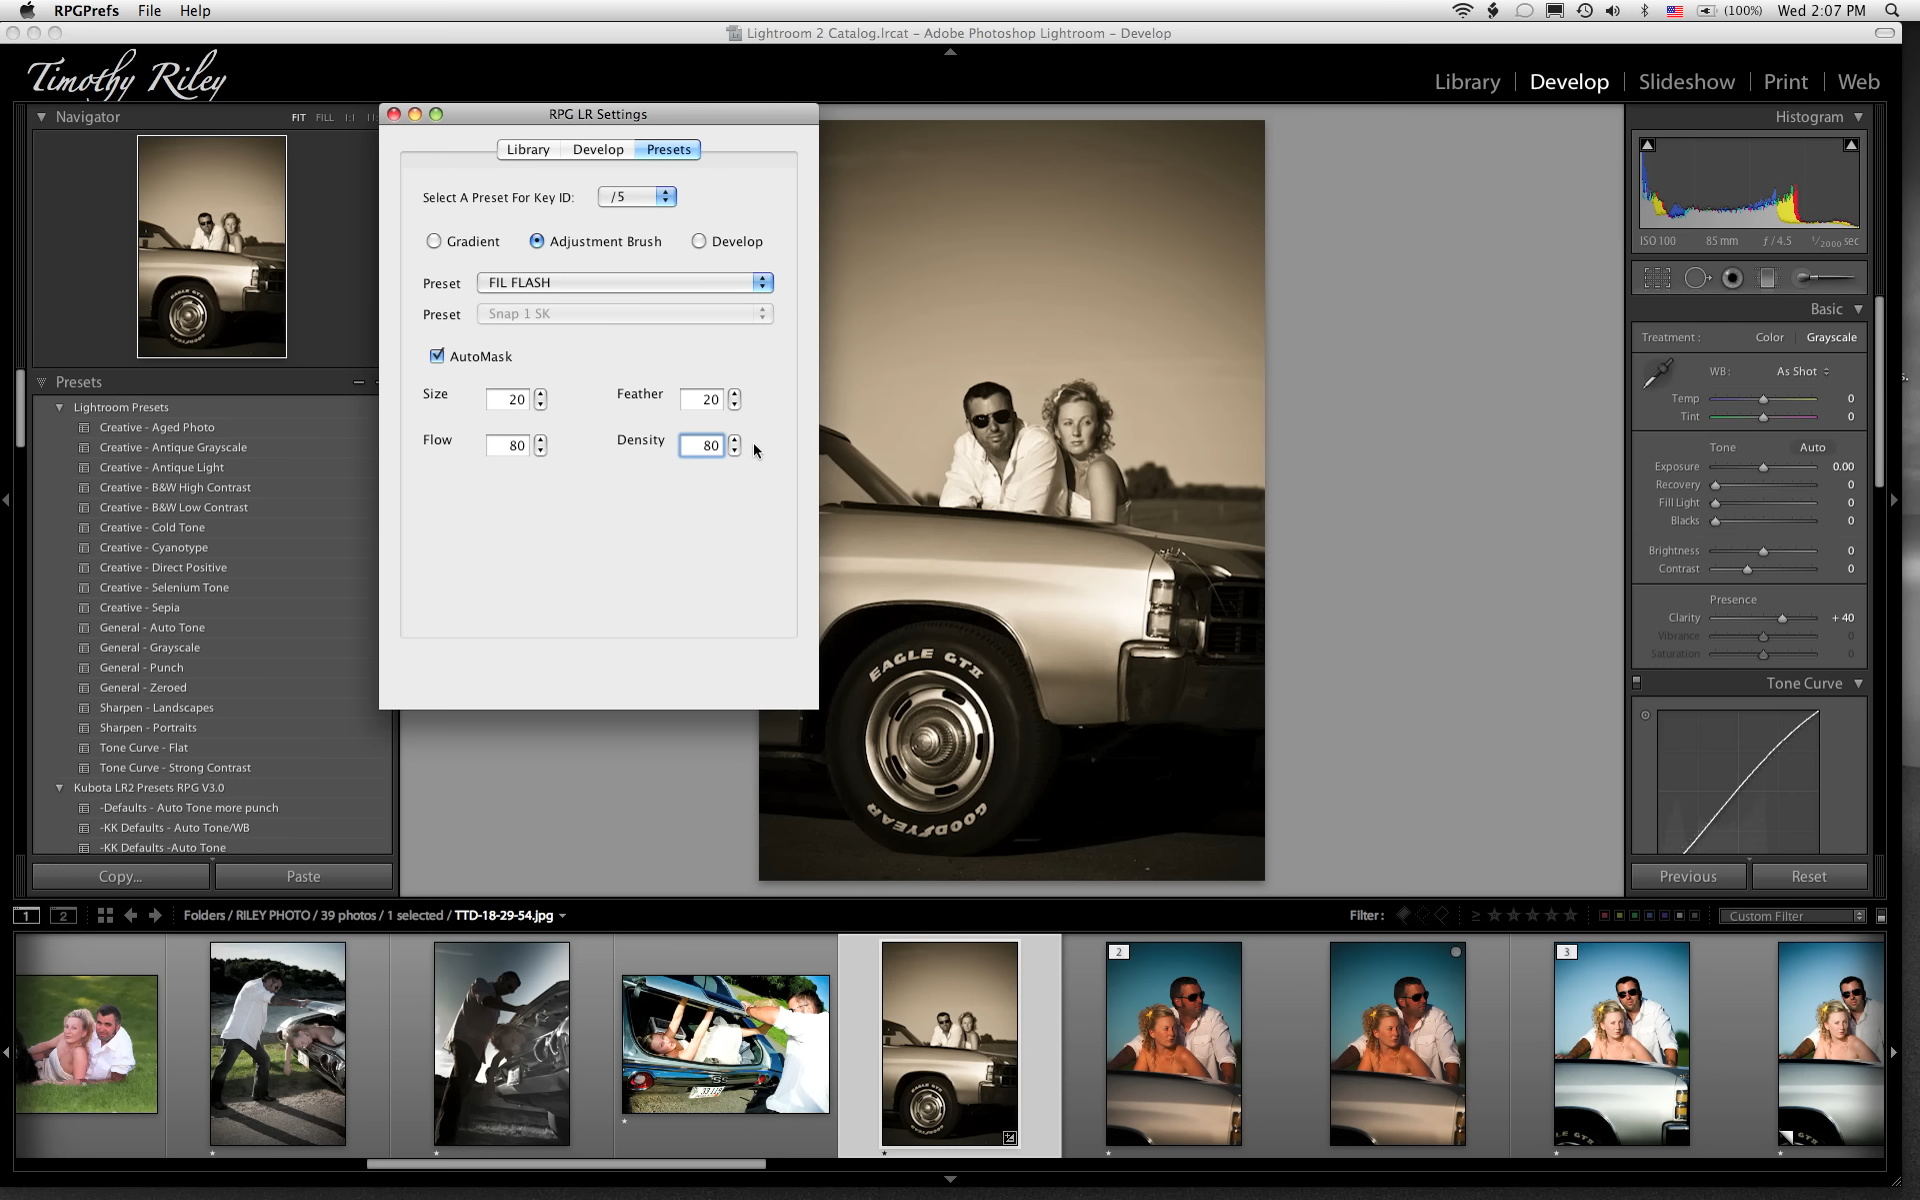 RPGPrefs File Help
(100%) Wed 2:07 PM
Lightroom 2 Catalog.lrcat – Adobe Photoshop Lightroom – Develop
Timothy Riley
Library Develop Slideshow Print Web
Navigator FIT FILL 1:1
RPG LR Settings
Library Develop Presets
Select A Preset For Key ID: /5
Gradient Adjustment Brush Develop
Preset FIL FLASH
Preset Snap 1 SK
AutoMask
Size 20 Feather 20
Flow 80 Density 80
Presets
Lightroom Presets
Creative - Aged Photo
Creative - Antique Grayscale
Creative - Antique Light
Creative - B&W High Contrast
Creative - B&W Low Contrast
Creative - Cold Tone
Creative - Cyanotype
Creative - Direct Positive
Creative - Selenium Tone
Creative - Sepia
General - Auto Tone
General - Grayscale
General - Punch
General - Zeroed
Sharpen - Landscapes
Sharpen - Portraits
Tone Curve - Flat
Tone Curve - Strong Contrast
Kubota LR2 Presets RPG V3.0
-Defaults - Auto Tone more punch
-KK Defaults - Auto Tone/WB
-KK Defaults -Auto Tone
Copy... Paste
EAGLE GT II
GOODYEAR
Histogram
ISO 100 85 mm f / 4.5 1/2000 sec
Basic
Treatment : Color Grayscale
WB: As Shot
Temp 0
Tint 0
Tone Auto
Exposure 0.00
Recovery 0
Fill Light 0
Blacks 0
Brightness 0
Contrast 0
Presence
Clarity + 40
Vibrance 0
Saturation 0
Tone Curve
Previous Reset
1 2 Folders / RILEY PHOTO / 39 photos / 1 selected / TTD-18-29-54.jpg
Filter : ≥ Custom Filter
2
3